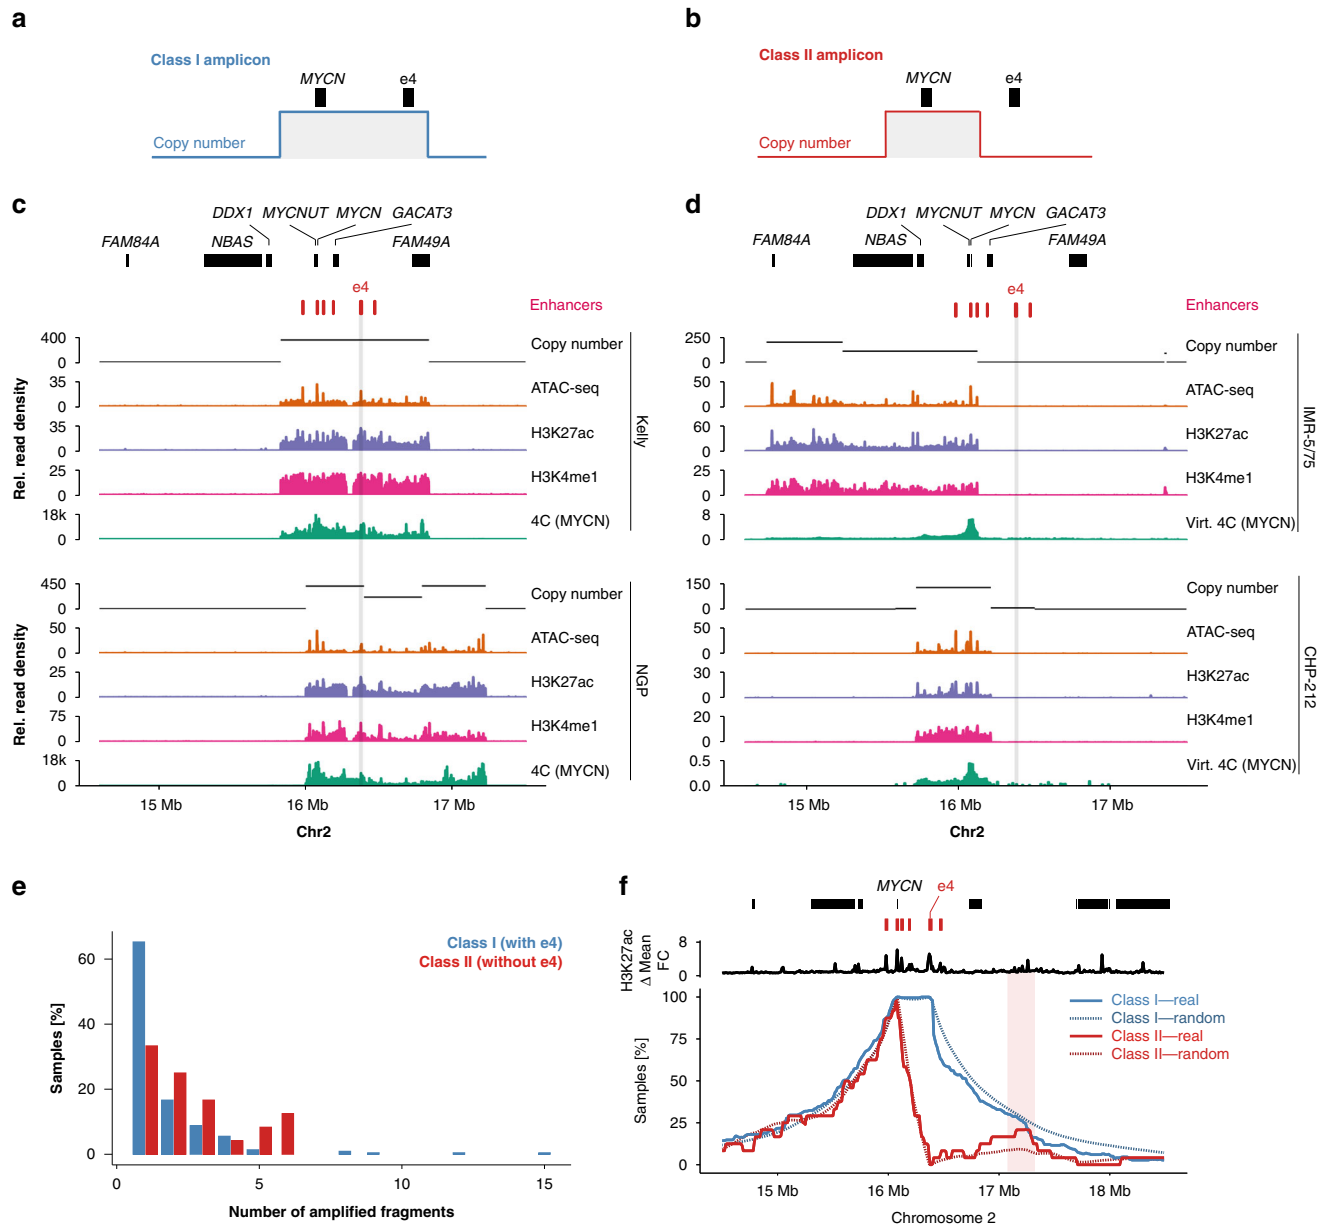 a
Class I amplicon
MYCN
e4
Copy number
b
Class II amplicon
MYCN
e4
Copy number
c
DDX1 MYCNUT MYCN GACAT3
FAM84A NBAS FAM49A
e4
Enhancers
400
0
Copy number
35
0
ATAC-seq
35
0
H3K27ac
25
0
H3K4me1
18k
0
4C (MYCN)
Rel. read density
Kelly
450
0
Copy number
50
0
ATAC-seq
25
0
H3K27ac
75
0
H3K4me1
18k
0
4C (MYCN)
Rel. read density
NGP
15 Mb 16 Mb 17 Mb
Chr2
d
DDX1 MYCNUT MYCN GACAT3
FAM84A NBAS FAM49A
e4
Enhancers
250
0
Copy number
50
0
ATAC-seq
60
0
H3K27ac
25
0
H3K4me1
8
0
Virt. 4C (MYCN)
IMR-5/75
150
0
Copy number
50
0
ATAC-seq
30
0
H3K27ac
20
0
H3K4me1
0.5
0.0
Virt. 4C (MYCN)
CHP-212
15 Mb 16 Mb 17 Mb
Chr2
e
Class I (with e4)
Class II (without e4)
Samples [%]
60
40
20
0
0 5 10 15
Number of amplified fragments
f
MYCN e4
H3K27ac
Δ Mean
FC
8
0
Samples [%]
100
75
50
25
0
Class I—real
Class I—random
Class II—real
Class II—random
15 Mb 16 Mb 17 Mb 18 Mb
Chromosome 2